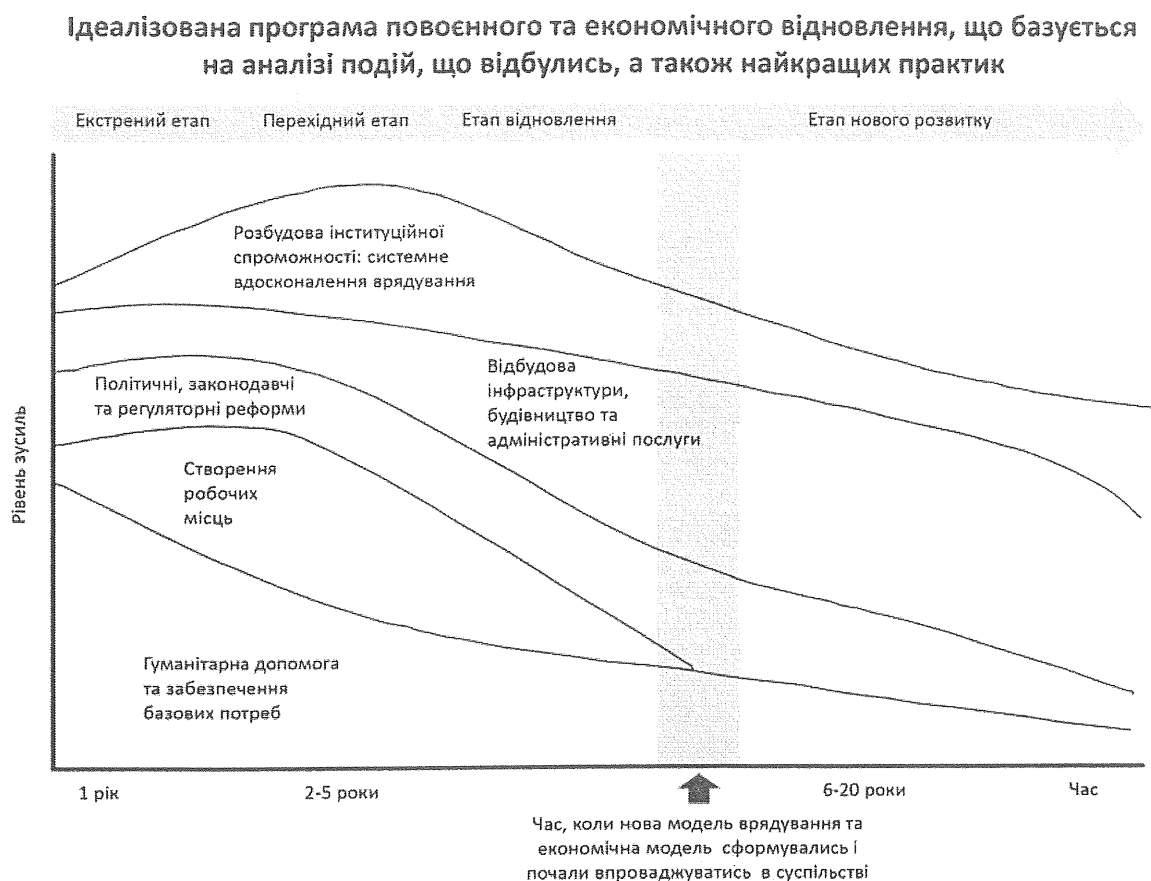 Ідеалізована програма повоєнного та економічного відновлення, що базується
на аналізі подій, що відбулись, а також найкращих практик
Екстрений етап
Перехідний етап
Етап відновлення
Етап нового розвитку
Розбудова інституційної
спроможності: системне
вдосконалення врядування
Відбудова
інфраструктури,
будівництво та
адміністративні послуги
Політичні, законодавчі
та регуляторні реформи
Створення
робочих
місць
Гуманітарна допомога
та забезпечення
базових потреб
Рівень зусиль
1 рік
2-5 роки
6-20 роки
Час
Час, коли нова модель врядування та
економічна модель сформувались і
почали впроваджуватись в суспільстві